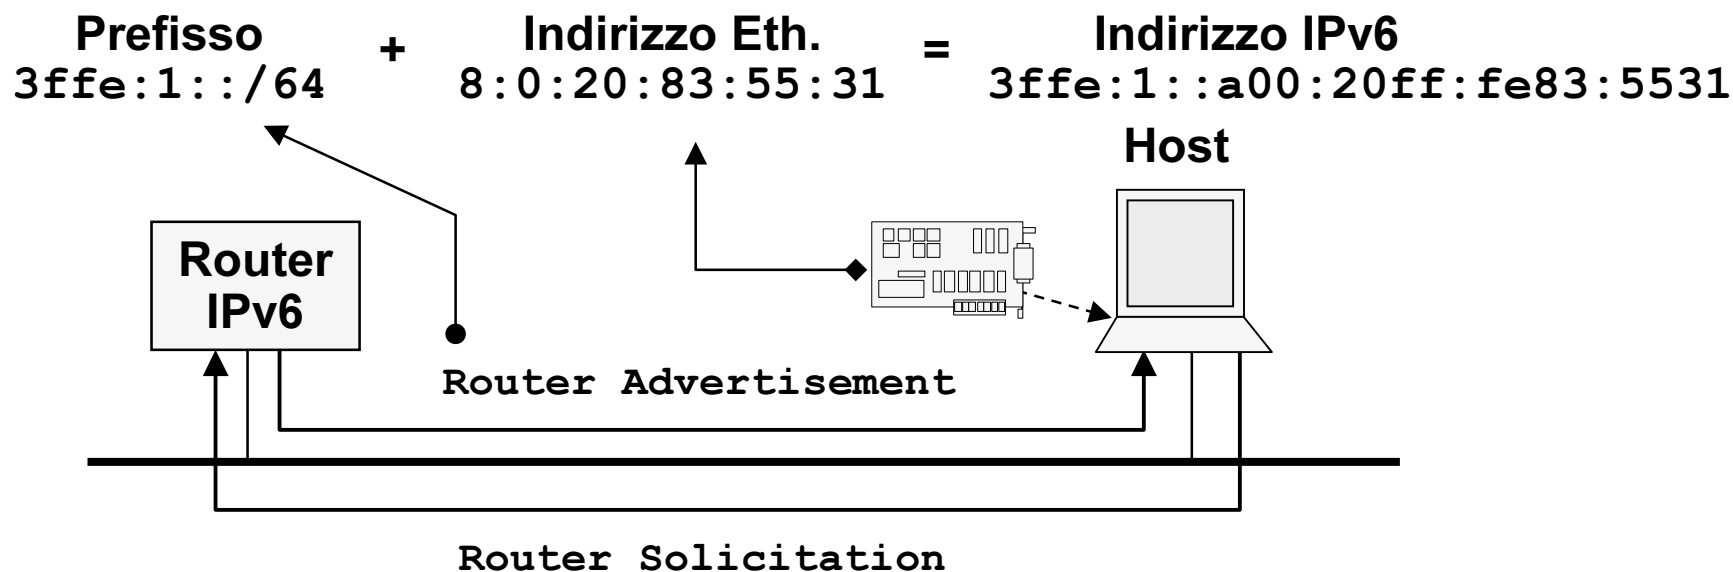 Prefisso + Indirizzo Eth. = Indirizzo IPv6
3ffe:1::/64 8:0:20:83:55:31 3ffe:1::a00:20ff:fe83:5531
Host
Router
IPv6
Router Advertisement
Router Solicitation